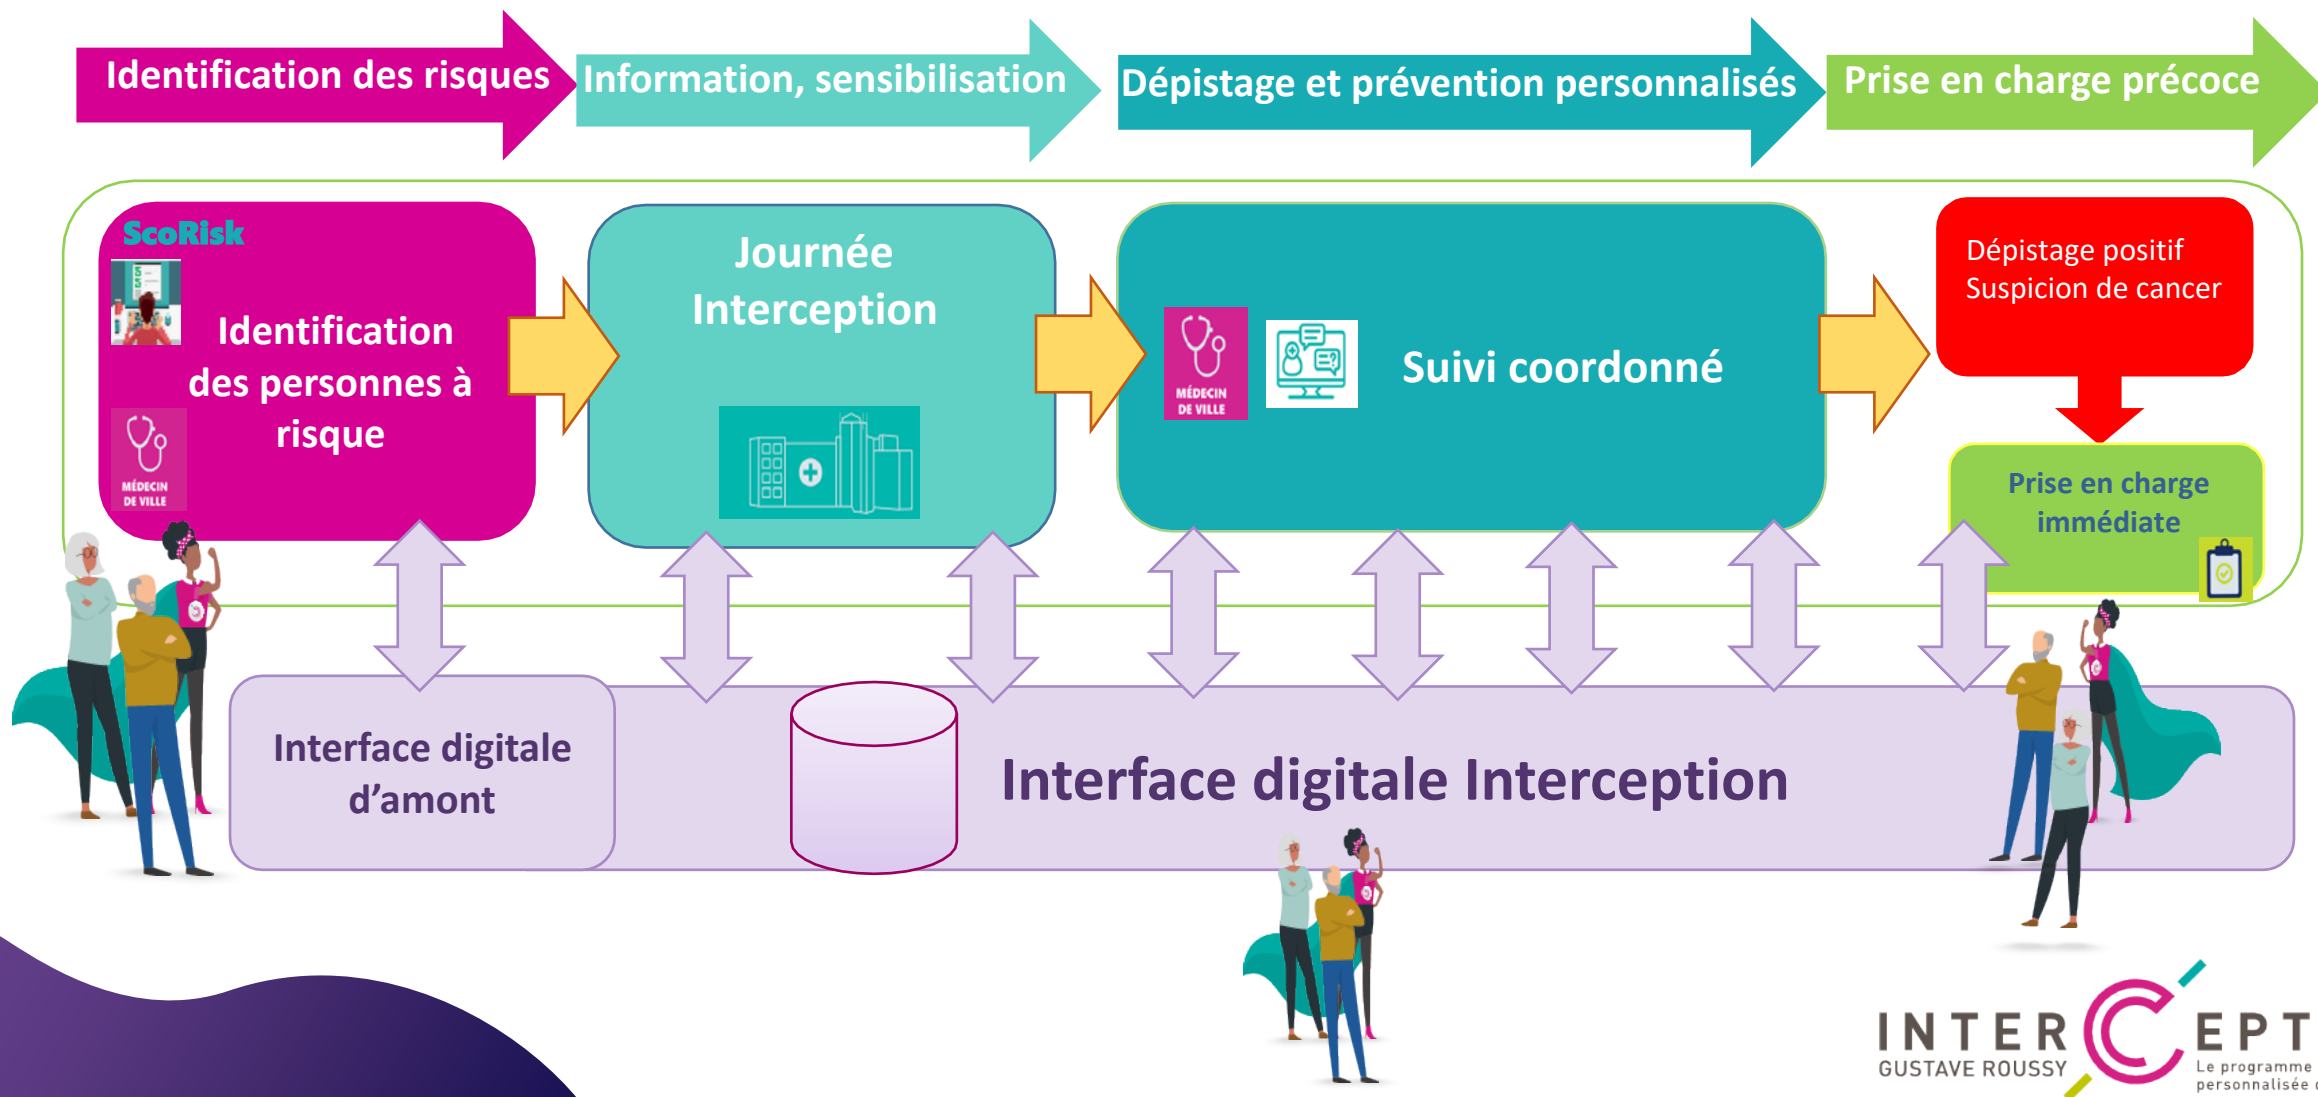 Identification des risques
Information, sensibilisation
Dépistage et prévention personnalisés
Prise en charge précoce
ScoRisk
Identification
des personnes à
risque
MÉDECIN
DE VILLE
Journée
Interception
MÉDECIN
DE VILLE
Suivi coordonné
Dépistage positif
Suspicion de cancer
Prise en charge
immédiate
Interface digitale
d’amont
Interface digitale Interception
INTERCEPT
GUSTAVE ROUSSY
Le programme
personnalisée